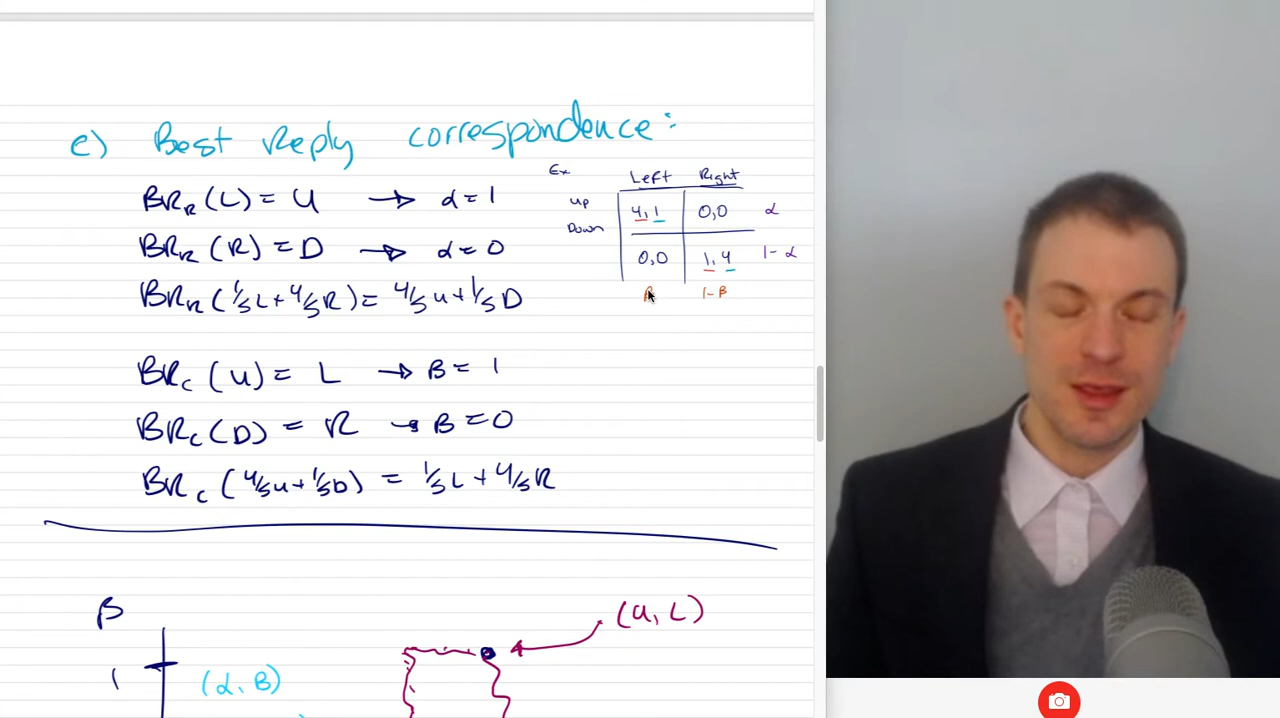 e) Best Reply correspondence:
BR_R(L) = U → α = 1
BR_R(R) = D → α = 0
BR_R(1/5L + 4/5R) = 4/5U + 1/5D
Ex
Left Right
Up 4,1 0,0 α
Down 0,0 1,4 1-α
β 1-β
BR_C(U) = L → β = 1
BR_C(D) = R → β = 0
BR_C(4/5U + 1/5D) = 1/5L + 4/5R
β
(U, L)
1 (α, β)